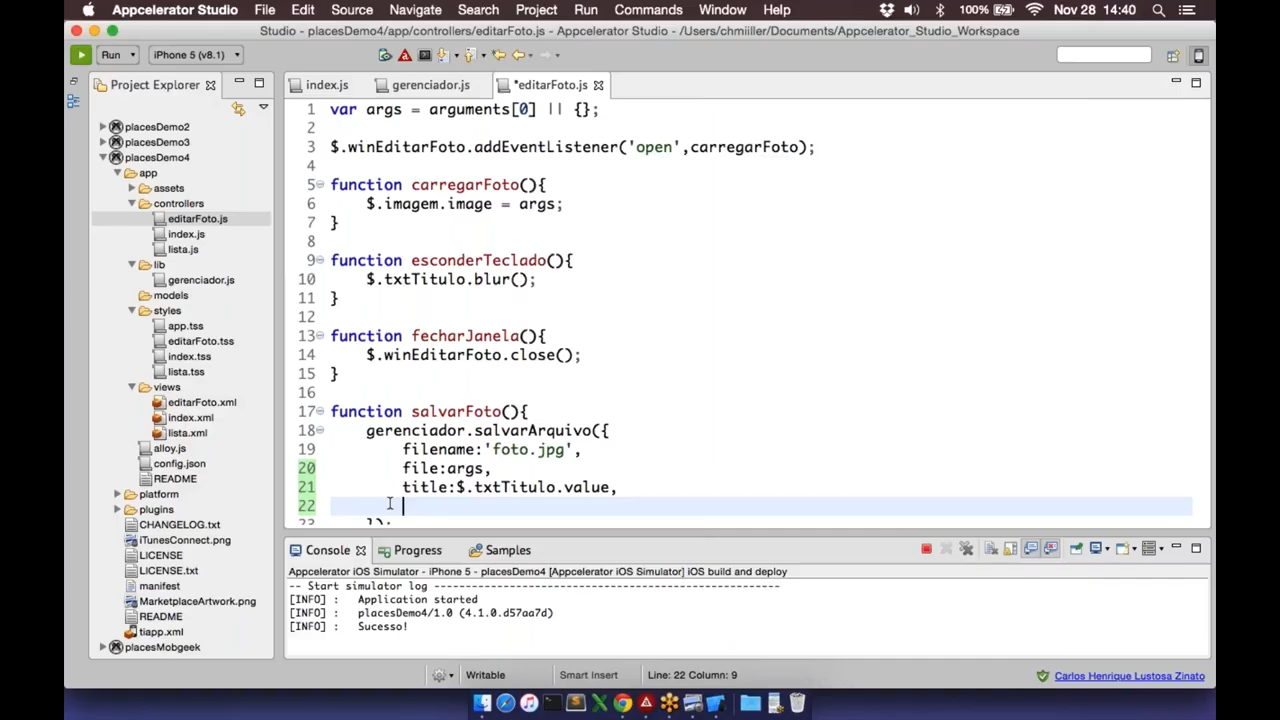 Appcelerator Studio File Edit Source Navigate Search Project Run Commands Window Help 100% Nov 28 14:40
Studio - placesDemo4/app/controllers/editarFoto.js - Appcelerator Studio - /Users/chmiiller/Documents/Appcelerator_Studio_Workspace
Run iPhone 5 (v8.1)
Project Explorer
placesDemo2
placesDemo3
placesDemo4
app
assets
controllers
editarFoto.js
index.js
lista.js
lib
gerenciador.js
models
styles
app.tss
editarFoto.tss
index.tss
lista.tss
views
editarFoto.xml
index.xml
lista.xml
alloy.js
config.json
README
platform
plugins
CHANGELOG.txt
iTunesConnect.png
LICENSE
LICENSE.txt
manifest
MarketplaceArtwork.png
README
tiapp.xml
placesMobgeek
index.js gerenciador.js *editarFoto.js
1 var args = arguments[0] || {};
2
3 $.winEditarFoto.addEventListener('open',carregarFoto);
4
5 function carregarFoto(){
6 $.imagem.image = args;
7 }
8
9 function esconderTeclado(){
10 $.txtTitulo.blur();
11 }
12
13 function fecharJanela(){
14 $.winEditarFoto.close();
15 }
16
17 function salvarFoto(){
18 gerenciador.salvarArquivo({
19 filename:'foto.jpg',
20 file:args,
21 title:$.txtTitulo.value,
22
23 });
Console Progress Samples
Appcelerator iOS Simulator - iPhone 5 - placesDemo4 [Appcelerator iOS Simulator] iOS build and deploy
-- Start simulator log -------------------------------------------------
[INFO] : Application started
[INFO] : placesDemo4/1.0 (4.1.0.d57aa7d)
[INFO] : Sucesso!
Writable Smart Insert Line: 22 Column: 9 Carlos Henrique Lustosa Zinato